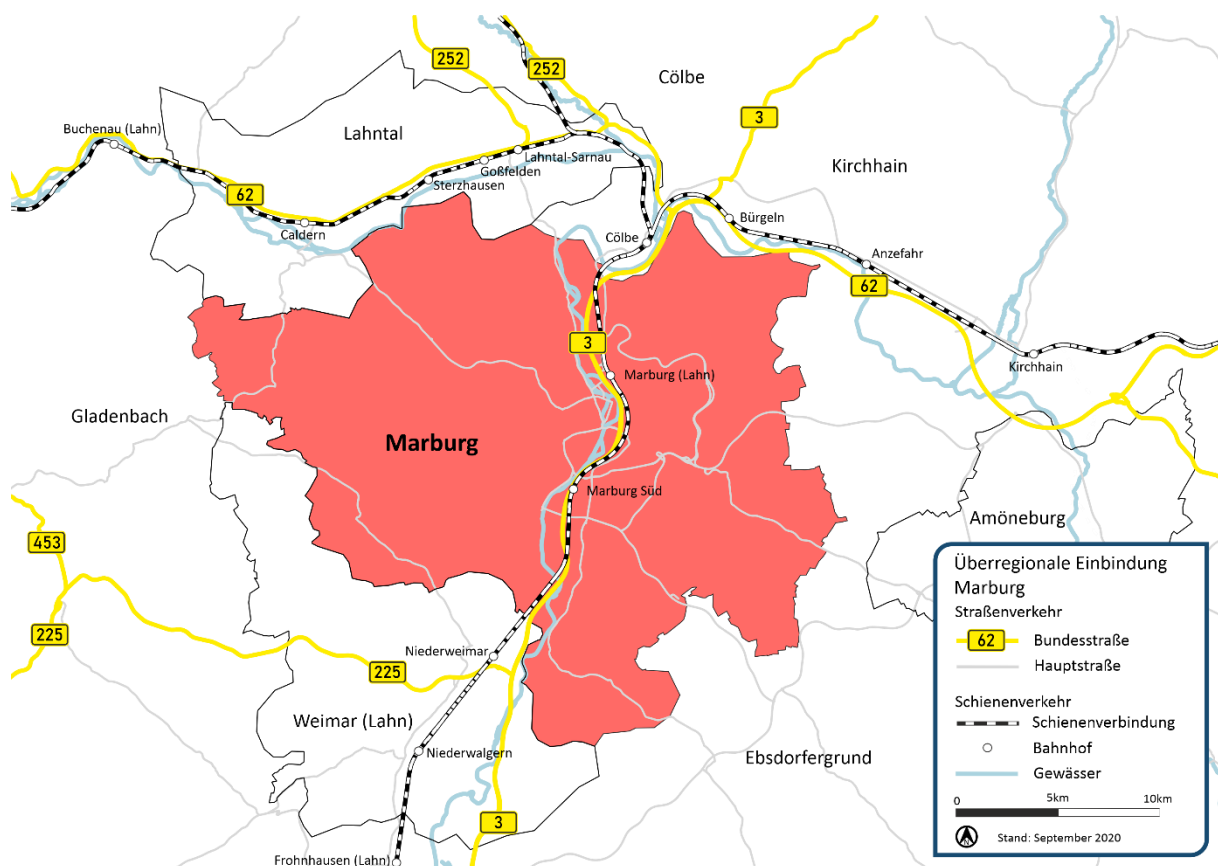 252
252
Cölbe
3
Buchenau (Lahn)
Lahntal
Lahntal-Sarnau
Goßfelden
Sterzhausen
Kirchhain
62
Caldern
Bürgeln
Cölbe
Anzefahr
62
3
Kirchhain
Marburg (Lahn)
Gladenbach
Marburg
Marburg Süd
Amöneburg
453
225
Niederweimar
225
Weimar (Lahn)
Niederwalgern
Ebsdorfergrund
3
Frohnhausen (Lahn)
Überregionale Einbindung
Marburg
Straßenverkehr
62 Bundesstraße
Hauptstraße
Schienenverkehr
Schienenverbindung
Bahnhof
Gewässer
0 5km 10km
N Stand: September 2020